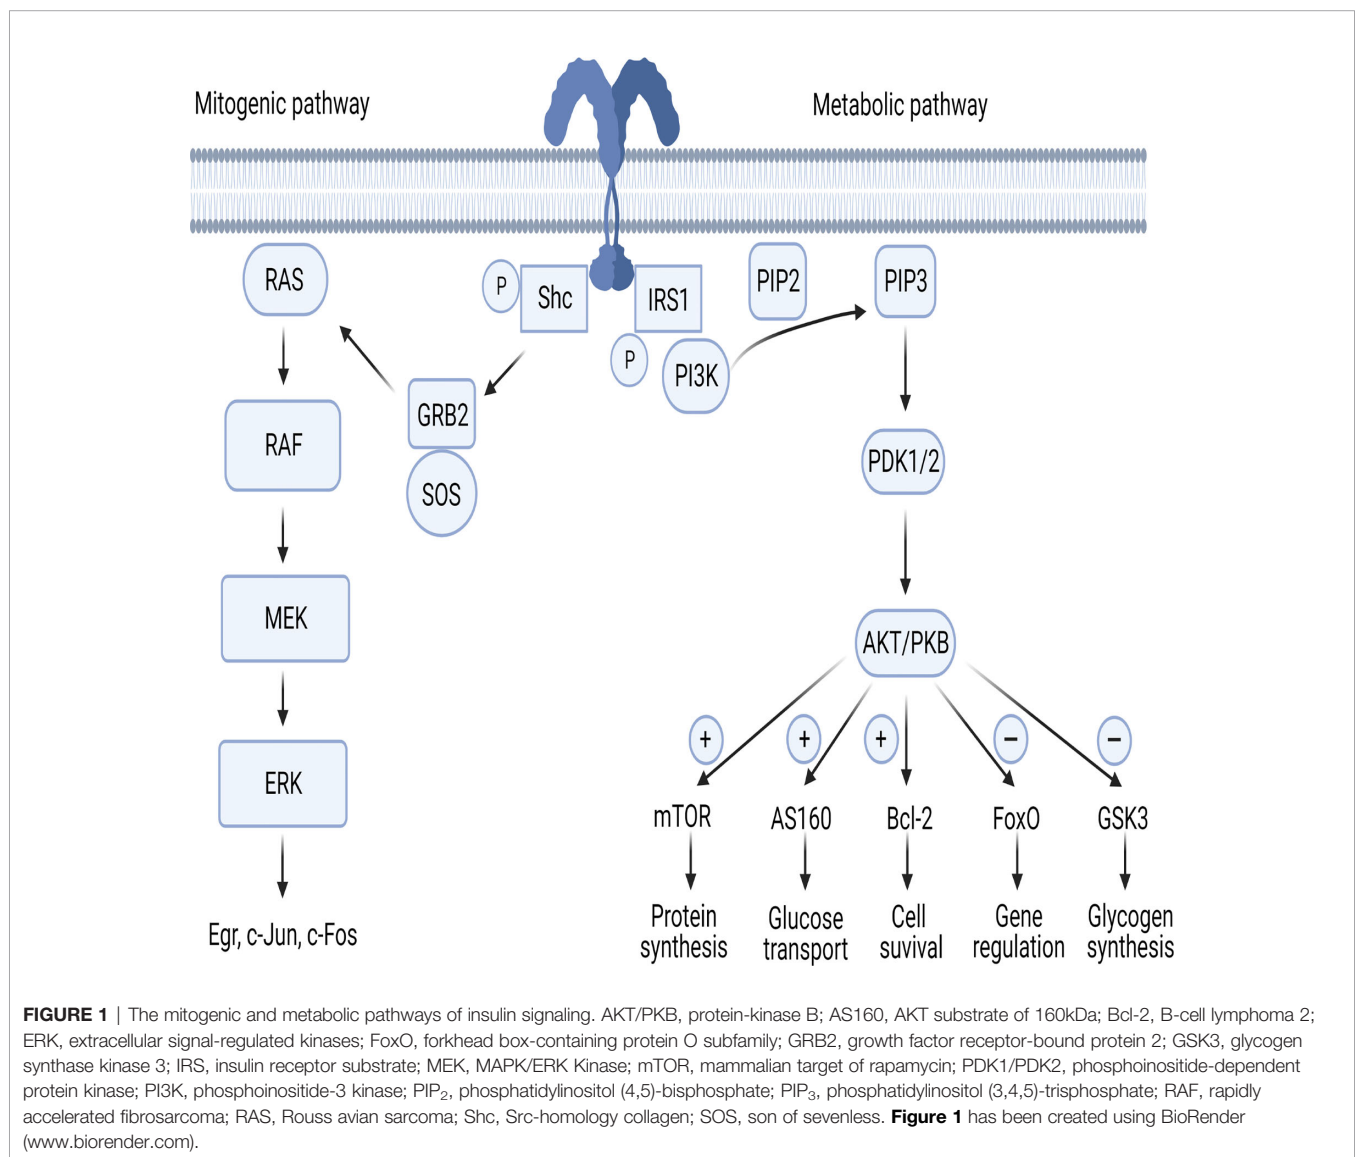 Mitogenic pathway
Metabolic pathway
RAS
P
Shc
IRS1
PIP2
PIP3
P
PI3K
GRB2
RAF
SOS
PDK1/2
MEK
AKT/PKB
+
+
+
−
−
ERK
mTOR
AS160
Bcl-2
FoxO
GSK3
Egr, c-Jun, c-Fos
Protein
synthesis
Glucose
transport
Cell
suvival
Gene
regulation
Glycogen
synthesis
FIGURE 1 | The mitogenic and metabolic pathways of insulin signaling. AKT/PKB, protein-kinase B; AS160, AKT substrate of 160kDa; Bcl-2, B-cell lymphoma 2;
ERK, extracellular signal-regulated kinases; FoxO, forkhead box-containing protein O subfamily; GRB2, growth factor receptor-bound protein 2; GSK3, glycogen
synthase kinase 3; IRS, insulin receptor substrate; MEK, MAPK/ERK Kinase; mTOR, mammalian target of rapamycin; PDK1/PDK2, phosphoinositide-dependent
protein kinase; PI3K, phosphoinositide-3 kinase; PIP₂, phosphatidylinositol (4,5)-bisphosphate; PIP₃, phosphatidylinositol (3,4,5)-trisphosphate; RAF, rapidly
accelerated fibrosarcoma; RAS, Rouss avian sarcoma; Shc, Src-homology collagen; SOS, son of sevenless. Figure 1 has been created using BioRender
(www.biorender.com).